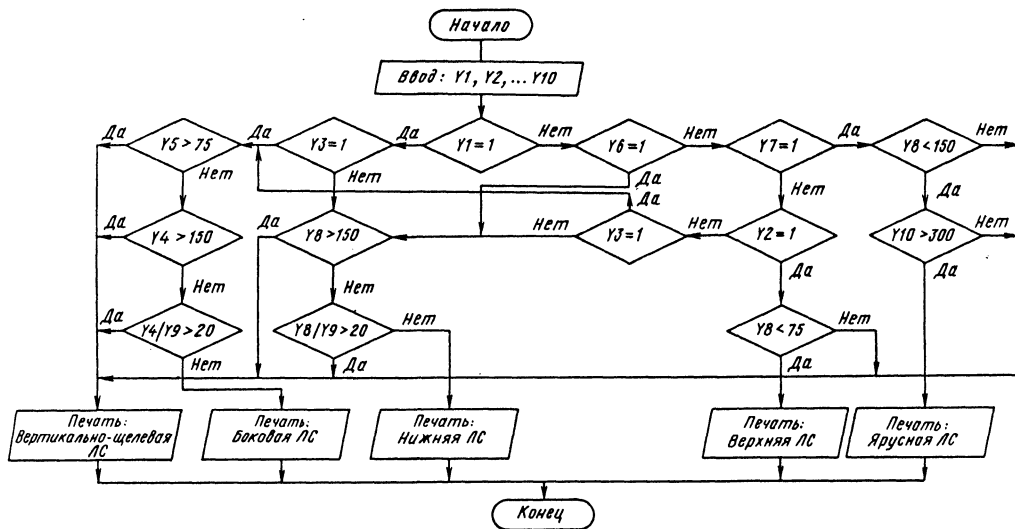 Начало
Ввод: Y1, Y2, ... Y10
Да
Y5 > 75
Да
Y3=1
Да
Y1=1
Нет
Y6=1
Нет
Y7=1
Да
Y8 < 150
Нет
Нет
Нет
Да
Нет
Да
Да
Да
Y4 > 150
Да
Y8 > 150
Нет
Y3=1
Нет
Y2=1
Y10 > 300
Нет
Нет
Нет
Да
Да
Да
Y4/Y9 > 20
Y8/Y9 > 20
Нет
Y8 < 75
Нет
Нет
Да
Да
Печать:
Вертикально-щелевая
ЛС
Печать:
Боковая ЛС
Печать:
Нижняя ЛС
Печать:
Верхняя ЛС
Печать:
Ярусная ЛС
Конец